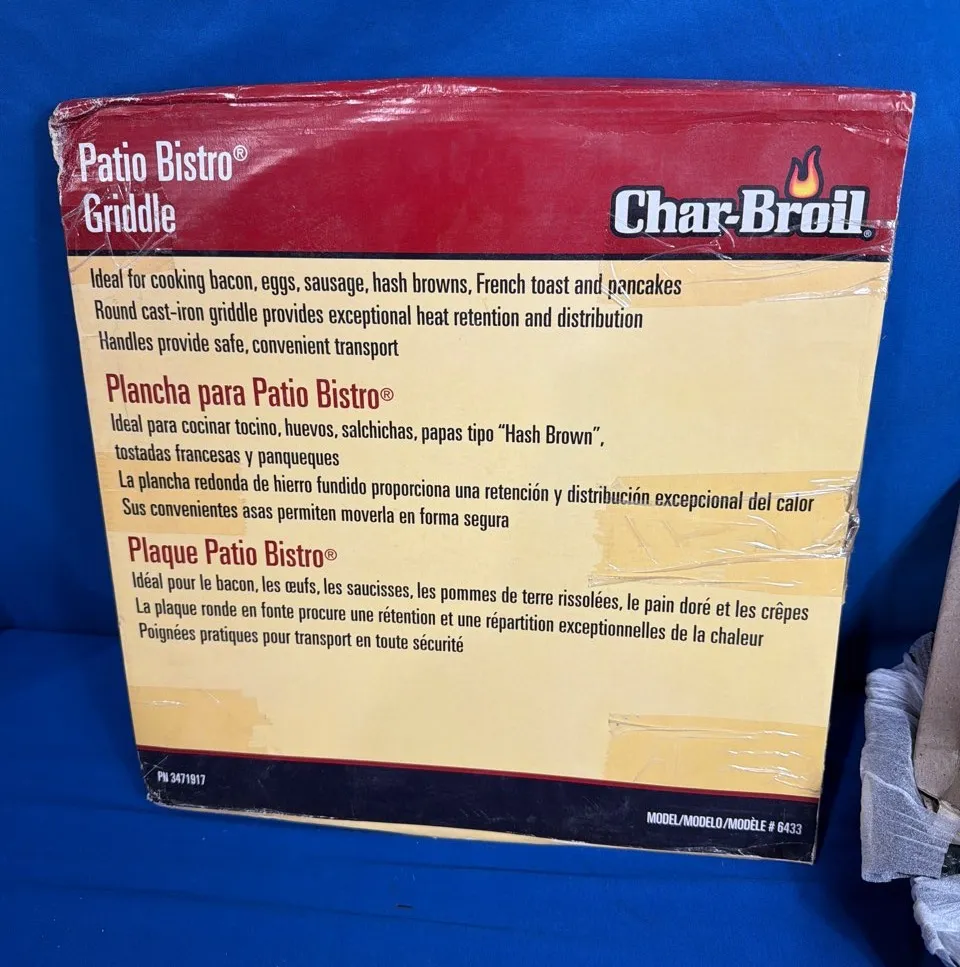 Patio Bistro®
Griddle
Char-Broil®
Ideal for cooking bacon, eggs, sausage, hash browns, French toast and pancakes
Round cast-iron griddle provides exceptional heat retention and distribution
Handles provide safe, convenient transport
Plancha para Patio Bistro®
Ideal para cocinar tocino, huevos, salchichas, papas tipo “Hash Brown”,
tostadas francesas y panqueques
La plancha redonda de hierro fundido proporciona una retención y distribución excepcional del calor
Sus convenientes asas permiten moverla en forma segura
Plaque Patio Bistro®
Idéal pour le bacon, les œufs, les saucisses, les pommes de terre rissolées, le pain doré et les crêpes
La plaque ronde en fonte procure une rétention et une répartition exceptionnelles de la chaleur
Poignées pratiques pour transport en toute sécurité
PN 3471917
MODEL/MODELO/MODÈLE # 6433